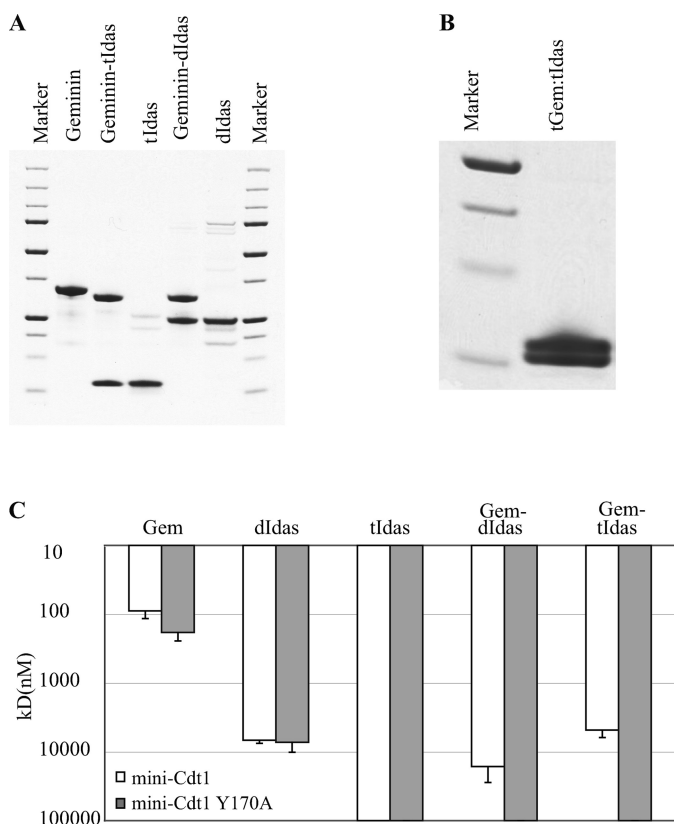 A
Marker
Geminin
Geminin-tIdas
tIdas
Geminin-dIdas
dIdas
Marker
B
Marker
tGem:tIdas
C
Gem
dIdas
tIdas
Gem-
dIdas
Gem-
tIdas
kD(nM)
10
100
1000
10000
100000
mini-Cdt1
mini-Cdt1 Y170A